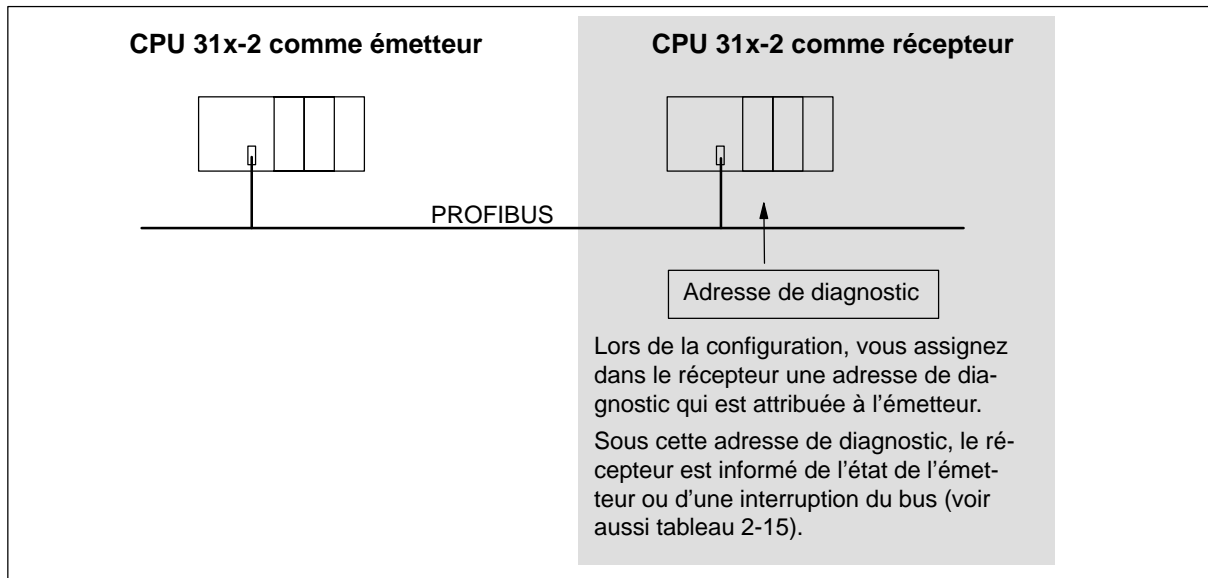 CPU 31x-2 comme émetteur
CPU 31x-2 comme récepteur
PROFIBUS
Adresse de diagnostic
Lors de la configuration, vous assignez
dans le récepteur une adresse de dia-
gnostic qui est attribuée à l’émetteur.
Sous cette adresse de diagnostic, le ré-
cepteur est informé de l’état de l’émet-
teur ou d’une interruption du bus (voir
aussi tableau 2-15).